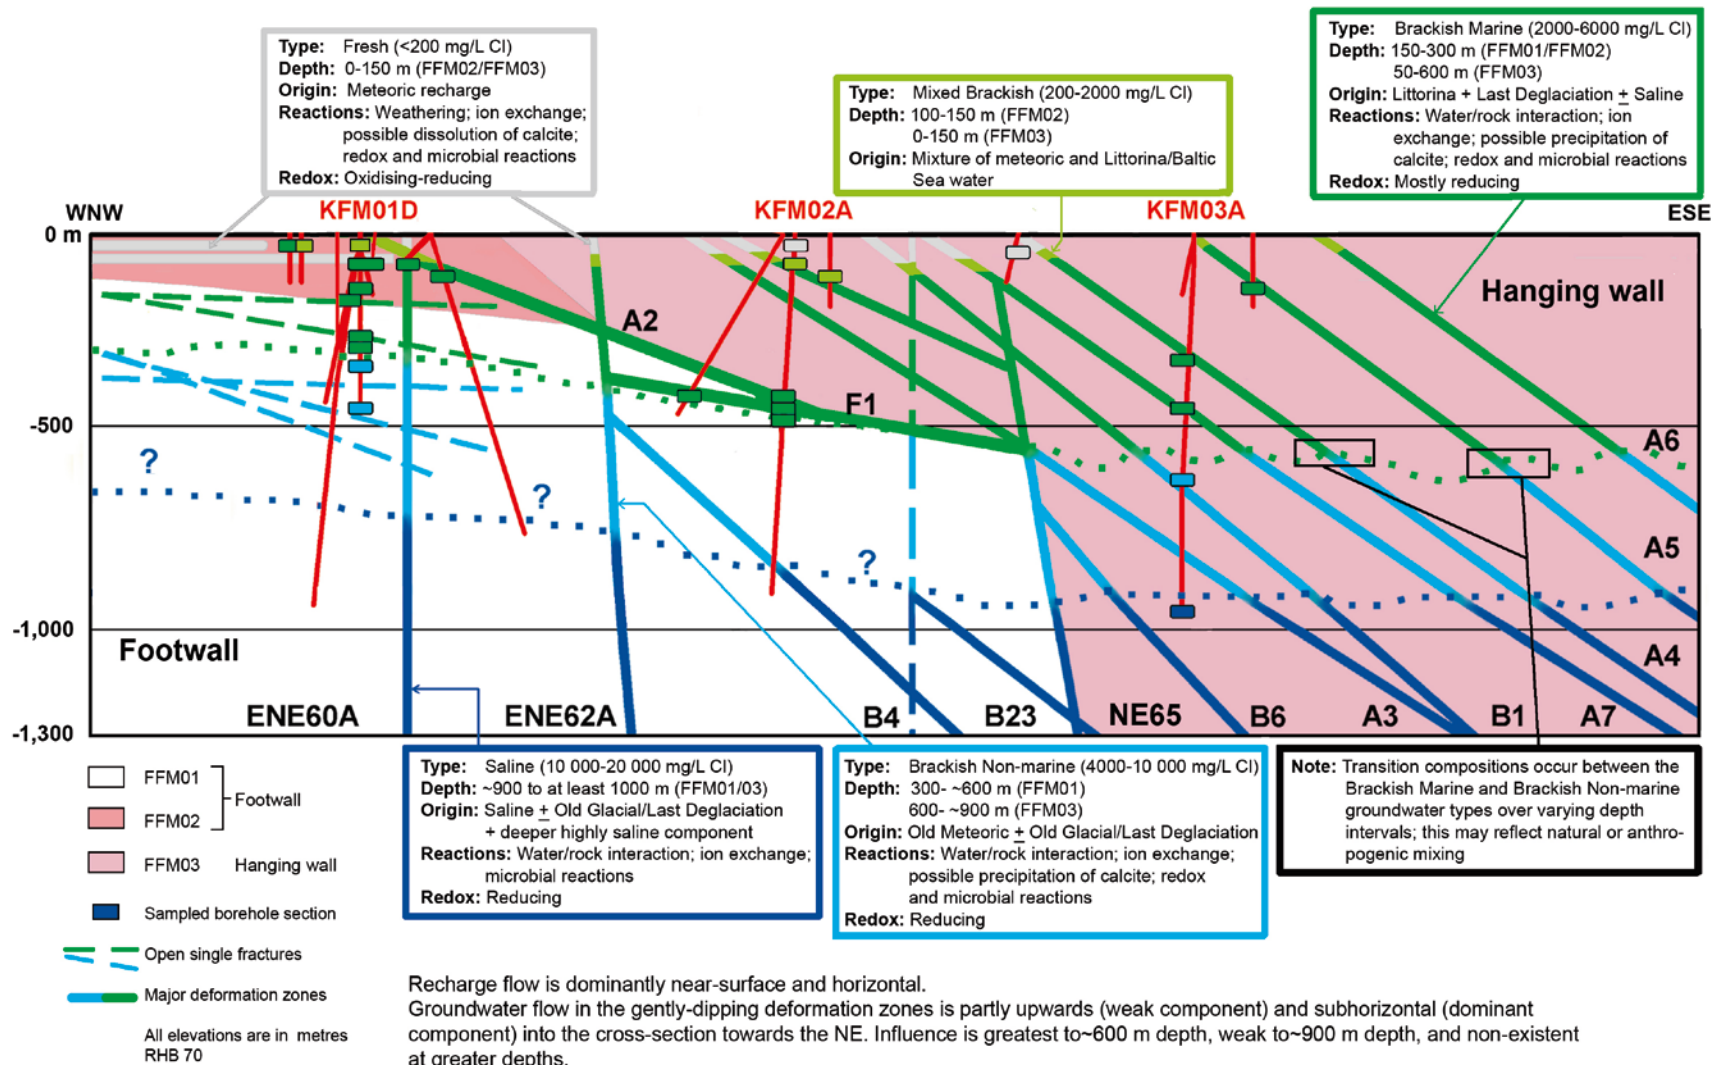 Type: Fresh (<200 mg/L Cl)
Depth: 0-150 m (FFM02/FFM03)
Origin: Meteoric recharge
Reactions: Weathering; ion exchange;
possible dissolution of calcite;
redox and microbial reactions
Redox: Oxidising-reducing
Type: Mixed Brackish (200-2000 mg/L Cl)
Depth: 100-150 m (FFM02)
0-150 m (FFM03)
Origin: Mixture of meteoric and Littorina/Baltic
Sea water
Type: Brackish Marine (2000-6000 mg/L Cl)
Depth: 150-300 m (FFM01/FFM02)
50-600 m (FFM03)
Origin: Littorina + Last Deglaciation ± Saline
Reactions: Water/rock interaction; ion
exchange; possible precipitation of
calcite; redox and microbial reactions
Redox: Mostly reducing
WNW
KFM01D
KFM02A
KFM03A
ESE
0 m
Hanging wall
A2
F1
-500
A6
?
?
?
A5
-1,000
Footwall
A4
ENE60A
ENE62A
B4
B23
NE65
B6
A3
B1
A7
-1,300
FFM01
FFM02
Footwall
FFM03 Hanging wall
Sampled borehole section
Open single fractures
Major deformation zones
All elevations are in metres
RHB 70
Type: Saline (10 000-20 000 mg/L Cl)
Depth: ~900 to at least 1000 m (FFM01/03)
Origin: Saline ± Old Glacial/Last Deglaciation
+ deeper highly saline component
Reactions: Water/rock interaction; ion exchange;
microbial reactions
Redox: Reducing
Type: Brackish Non-marine (4000-10 000 mg/L Cl)
Depth: 300- ~600 m (FFM01)
600- ~900 m (FFM03)
Origin: Old Meteoric ± Old Glacial/Last Deglaciation
Reactions: Water/rock interaction; ion exchange;
possible precipitation of calcite; redox
and microbial reactions
Redox: Reducing
Note: Transition compositions occur between the
Brackish Marine and Brackish Non-marine
groundwater types over varying depth
intervals; this may reflect natural or anthro-
pogenic mixing
Recharge flow is dominantly near-surface and horizontal.
Groundwater flow in the gently-dipping deformation zones is partly upwards (weak component) and subhorizontal (dominant
component) into the cross-section towards the NE. Influence is greatest to~600 m depth, weak to~900 m depth, and non-existent
at greater depths.